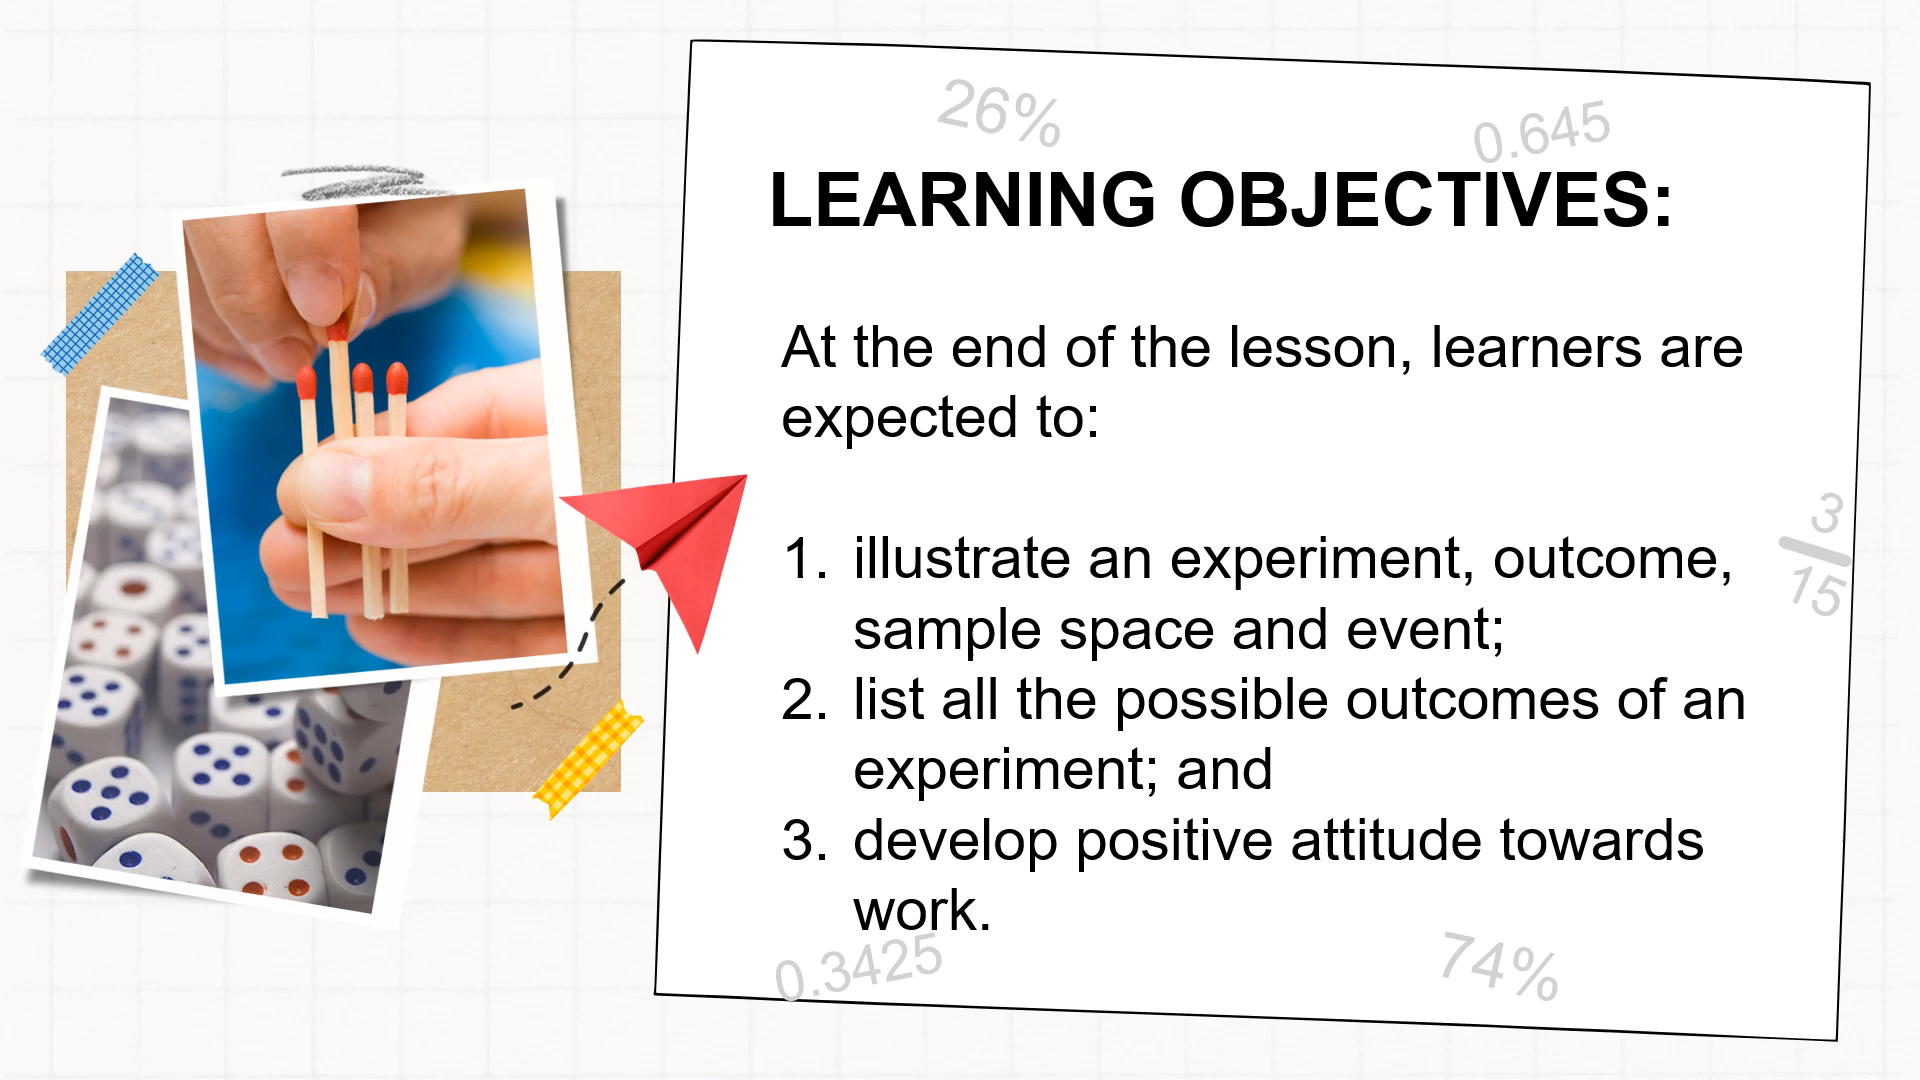 26%
0.645
LEARNING OBJECTIVES:
At the end of the lesson, learners are
expected to:
3
15
1. illustrate an experiment, outcome,
sample space and event;
2. list all the possible outcomes of an
experiment; and
3. develop positive attitude towards
work.
0.3425
74%